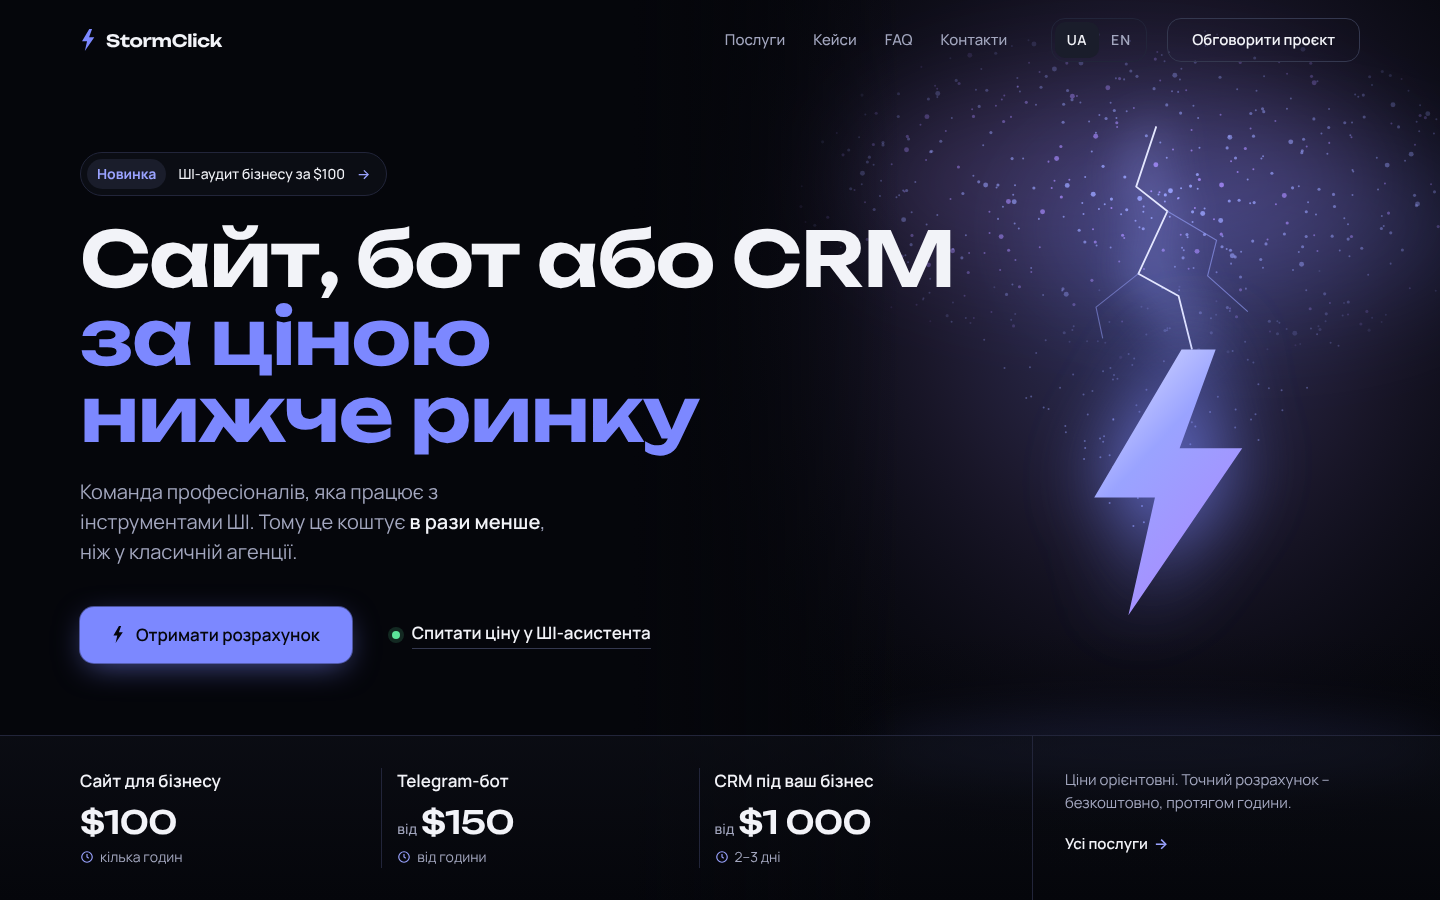 StormClick
Послуги Кейси FAQ Контакти UA EN Обговорити проєкт
Новинка ШІ-аудит бізнесу за $100 →
Сайт, бот або CRM
за ціною
нижче ринку
Команда професіоналів, яка працює з
інструментами ШІ. Тому це коштує в рази менше,
ніж у класичній агенції.
Отримати розрахунок
Спитати ціну у ШІ-асистента
Сайт для бізнесу
$100
кілька годин
Telegram-бот
від $150
від години
CRM під ваш бізнес
від $1 000
2–3 дні
Ціни орієнтовні. Точний розрахунок –
безкоштовно, протягом години.
Усі послуги →